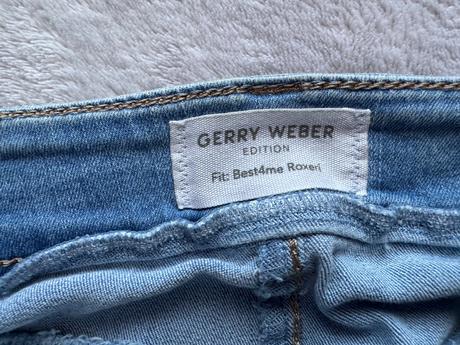 GERRY WEBER
EDITION
Fit: Best4me Roxeri